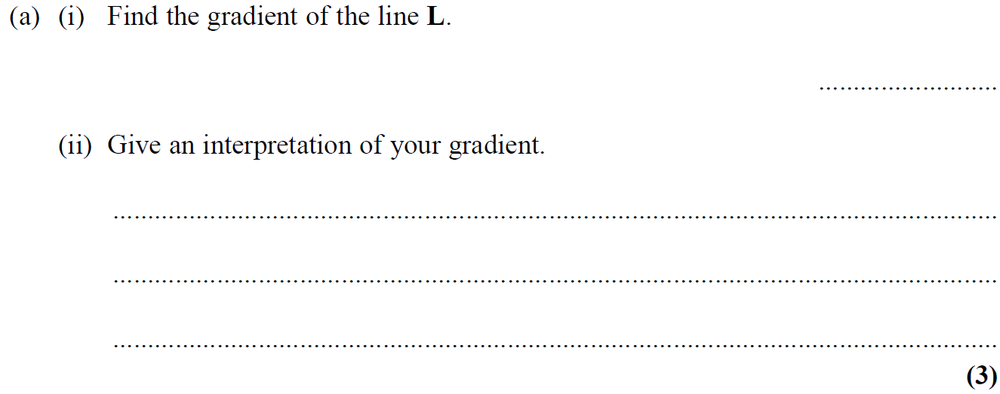 (a) (i) Find the gradient of the line L.
..........................
(ii) Give an interpretation of your gradient.
....................................................................................................................................
....................................................................................................................................
....................................................................................................................................
(3)